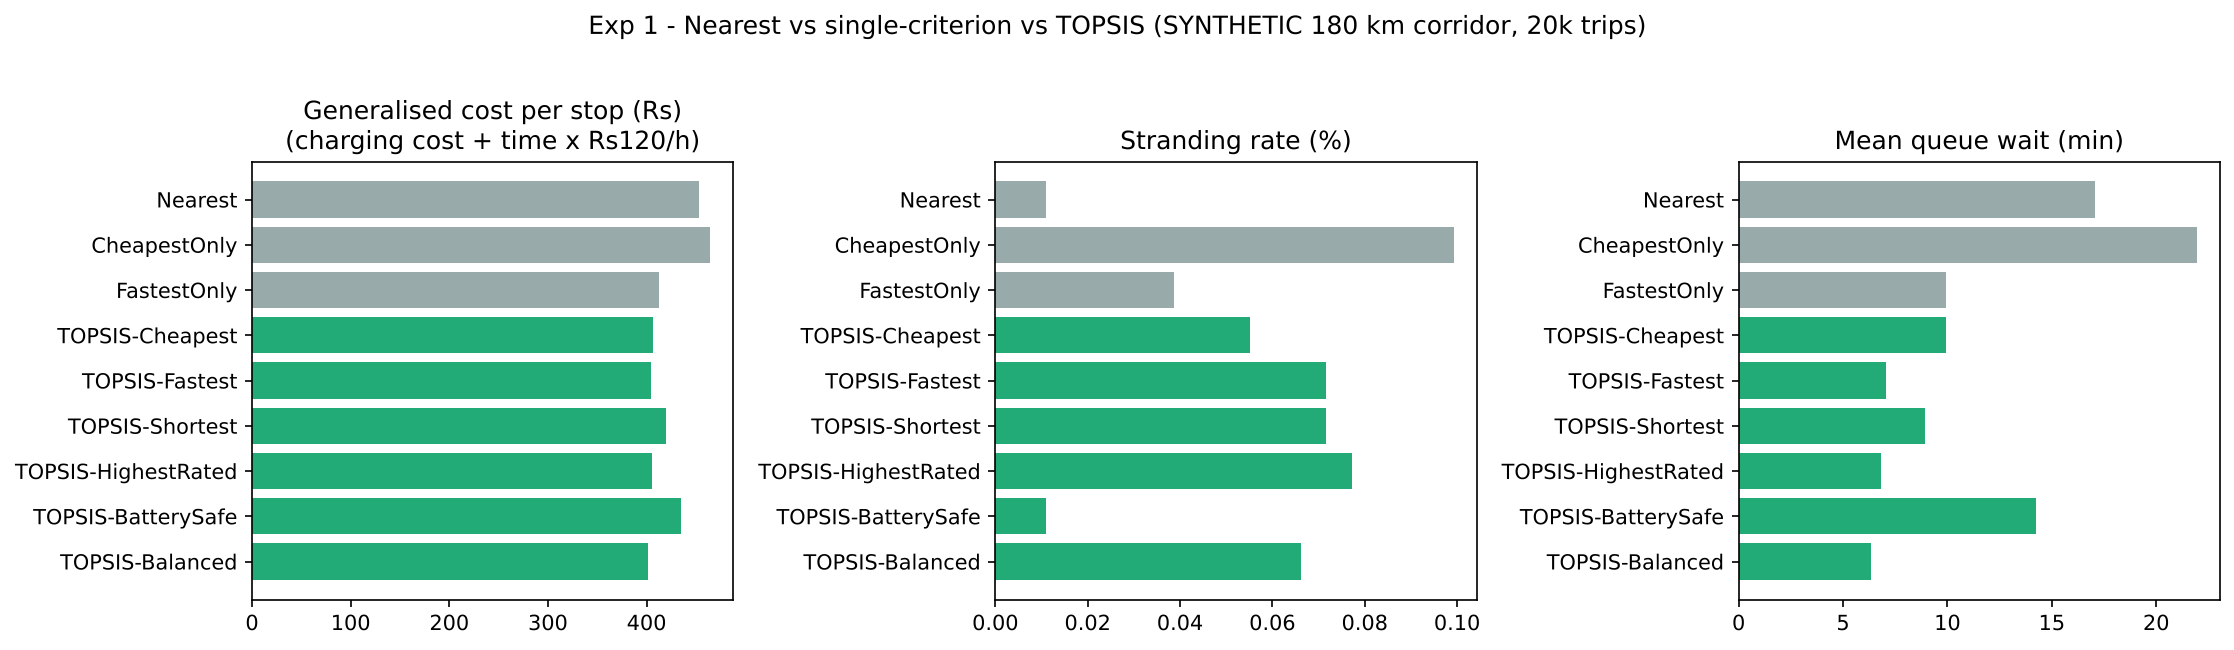 Exp 1 - Nearest vs single-criterion vs TOPSIS (SYNTHETIC 180 km corridor, 20k trips)
Generalised cost per stop (Rs)
(charging cost + time x Rs120/h)
Nearest
CheapestOnly
FastestOnly
TOPSIS-Cheapest
TOPSIS-Fastest
TOPSIS-Shortest
TOPSIS-HighestRated
TOPSIS-BatterySafe
TOPSIS-Balanced
0 100 200 300 400
Stranding rate (%)
Nearest
CheapestOnly
FastestOnly
TOPSIS-Cheapest
TOPSIS-Fastest
TOPSIS-Shortest
TOPSIS-HighestRated
TOPSIS-BatterySafe
TOPSIS-Balanced
0.00 0.02 0.04 0.06 0.08 0.10
Mean queue wait (min)
Nearest
CheapestOnly
FastestOnly
TOPSIS-Cheapest
TOPSIS-Fastest
TOPSIS-Shortest
TOPSIS-HighestRated
TOPSIS-BatterySafe
TOPSIS-Balanced
0 5 10 15 20